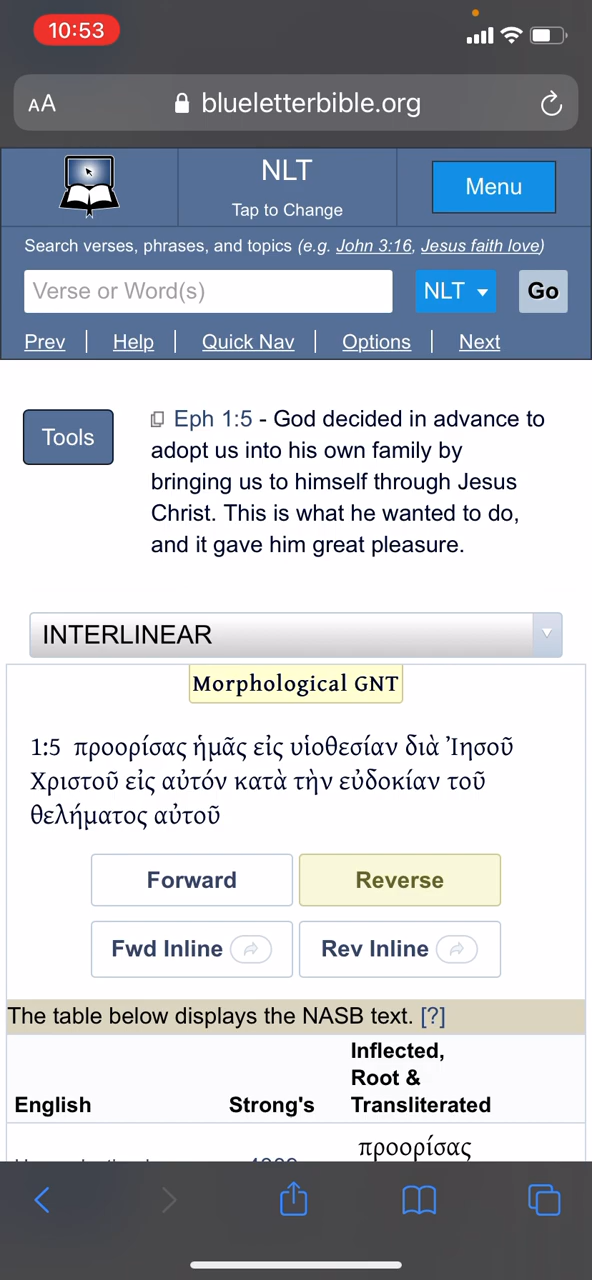 10:53
AA blueletterbible.org
NLT
Tap to Change
Menu
Search verses, phrases, and topics (e.g. John 3:16, Jesus faith love)
Verse or Word(s)
NLT
Go
Prev | Help | Quick Nav | Options | Next
Tools
Eph 1:5 - God decided in advance to
adopt us into his own family by
bringing us to himself through Jesus
Christ. This is what he wanted to do,
and it gave him great pleasure.
INTERLINEAR
Morphological GNT
1:5 προορίσας ἡμᾶς εἰς υἱοθεσίαν διὰ Ἰησοῦ
Χριστοῦ εἰς αὐτόν κατὰ τὴν εὐδοκίαν τοῦ
θελήματος αὐτοῦ
Forward
Reverse
Fwd Inline
Rev Inline
The table below displays the NASB text. [?]
English
Strong's
Inflected,
Root &
Transliterated
προορίσας